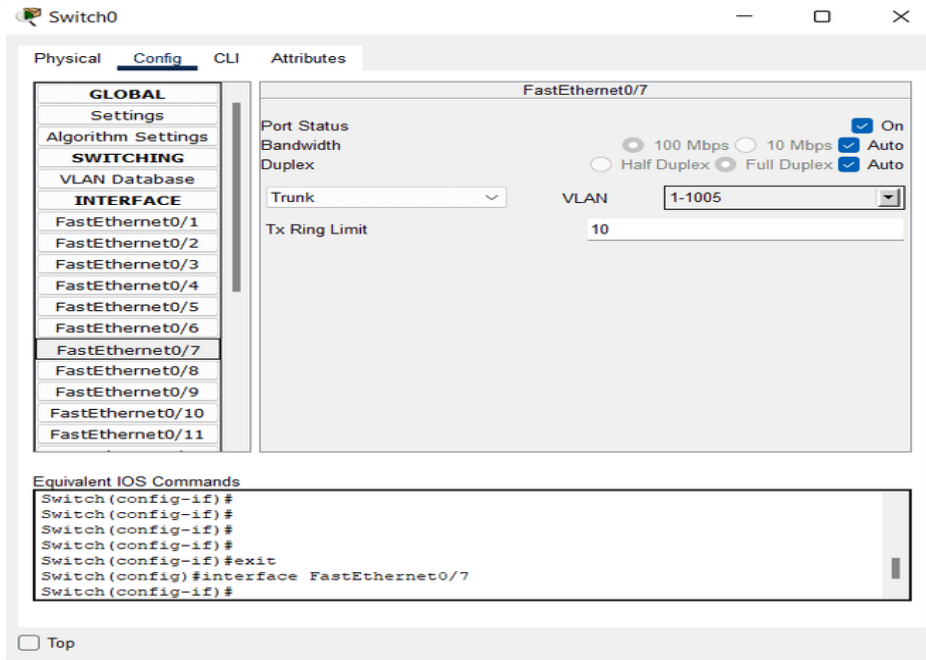 Switch0
Physical Config CLI Attributes
GLOBAL
Settings
Algorithm Settings
SWITCHING
VLAN Database
INTERFACE
FastEthernet0/1
FastEthernet0/2
FastEthernet0/3
FastEthernet0/4
FastEthernet0/5
FastEthernet0/6
FastEthernet0/7
FastEthernet0/8
FastEthernet0/9
FastEthernet0/10
FastEthernet0/11
FastEthernet0/7
Port Status On
Bandwidth 100 Mbps 10 Mbps Auto
Duplex Half Duplex Full Duplex Auto
Trunk VLAN 1-1005
Tx Ring Limit 10
Equivalent IOS Commands
Switch(config-if)#
Switch(config-if)#
Switch(config-if)#
Switch(config-if)#
Switch(config-if)#exit
Switch(config)#interface FastEthernet0/7
Switch(config-if)#
Top